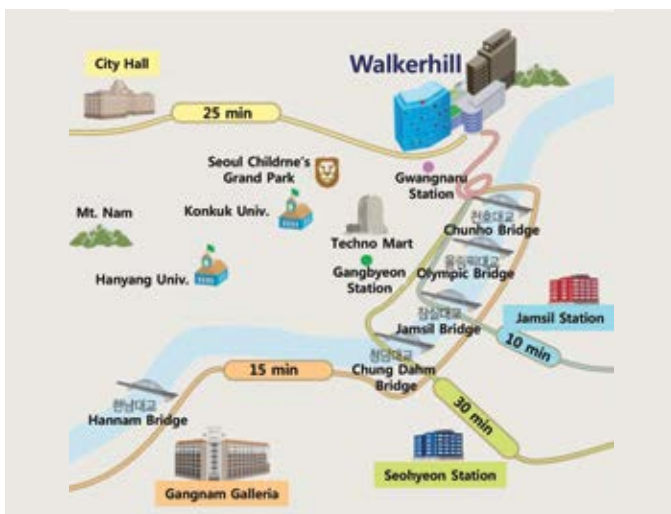 City Hall
Walkerhill
25 min
Seoul Childrne's
Grand Park
Gwangnaru
Station
Mt. Nam
Konkuk Univ.
천호대교
Chunho Bridge
Techno Mart
올림픽대교
Olympic Bridge
Hanyang Univ.
Gangbyeon
Station
잠실대교
Jamsil Bridge
Jamsil Station
10 min
청담대교
Chung Dahm
Bridge
15 min
한남대교
Hannam Bridge
30 min
Gangnam Galleria
Seohyeon Station